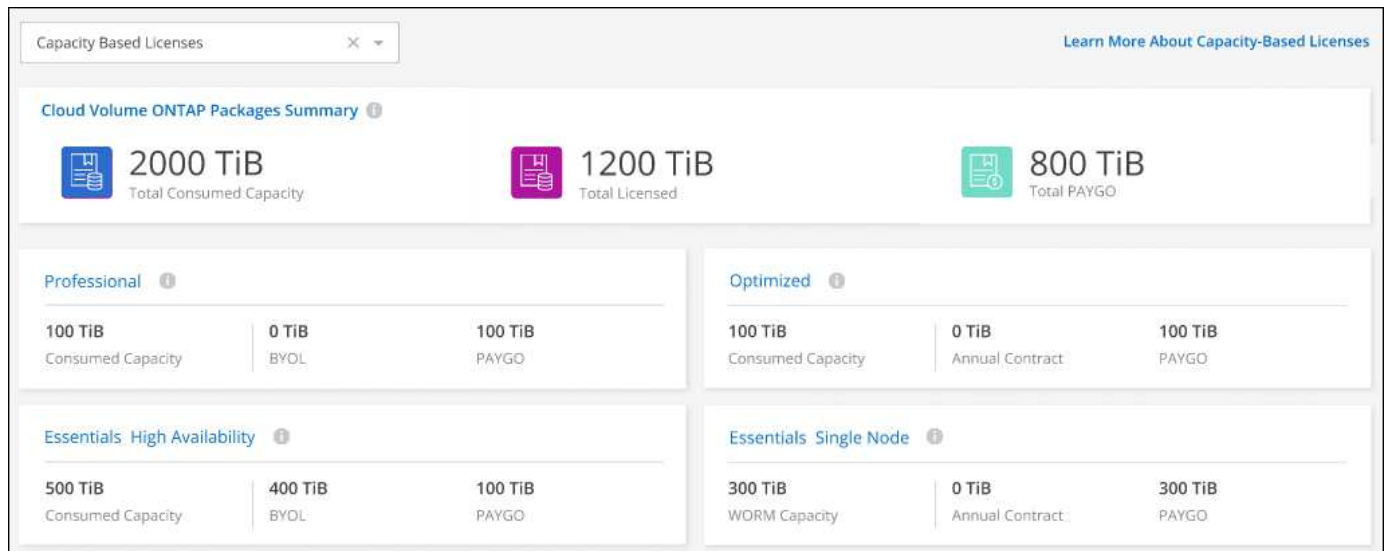 Capacity Based Licenses
Learn More About Capacity-Based Licenses
Cloud Volume ONTAP Packages Summary
2000 TiB
Total Consumed Capacity
1200 TiB
Total Licensed
800 TiB
Total PAYGO
Professional
100 TiB
Consumed Capacity
0 TiB
BYOL
100 TiB
PAYGO
Optimized
100 TiB
Consumed Capacity
0 TiB
Annual Contract
100 TiB
PAYGO
Essentials High Availability
500 TiB
Consumed Capacity
400 TiB
BYOL
100 TiB
PAYGO
Essentials Single Node
300 TiB
WORM Capacity
0 TiB
Annual Contract
300 TiB
PAYGO